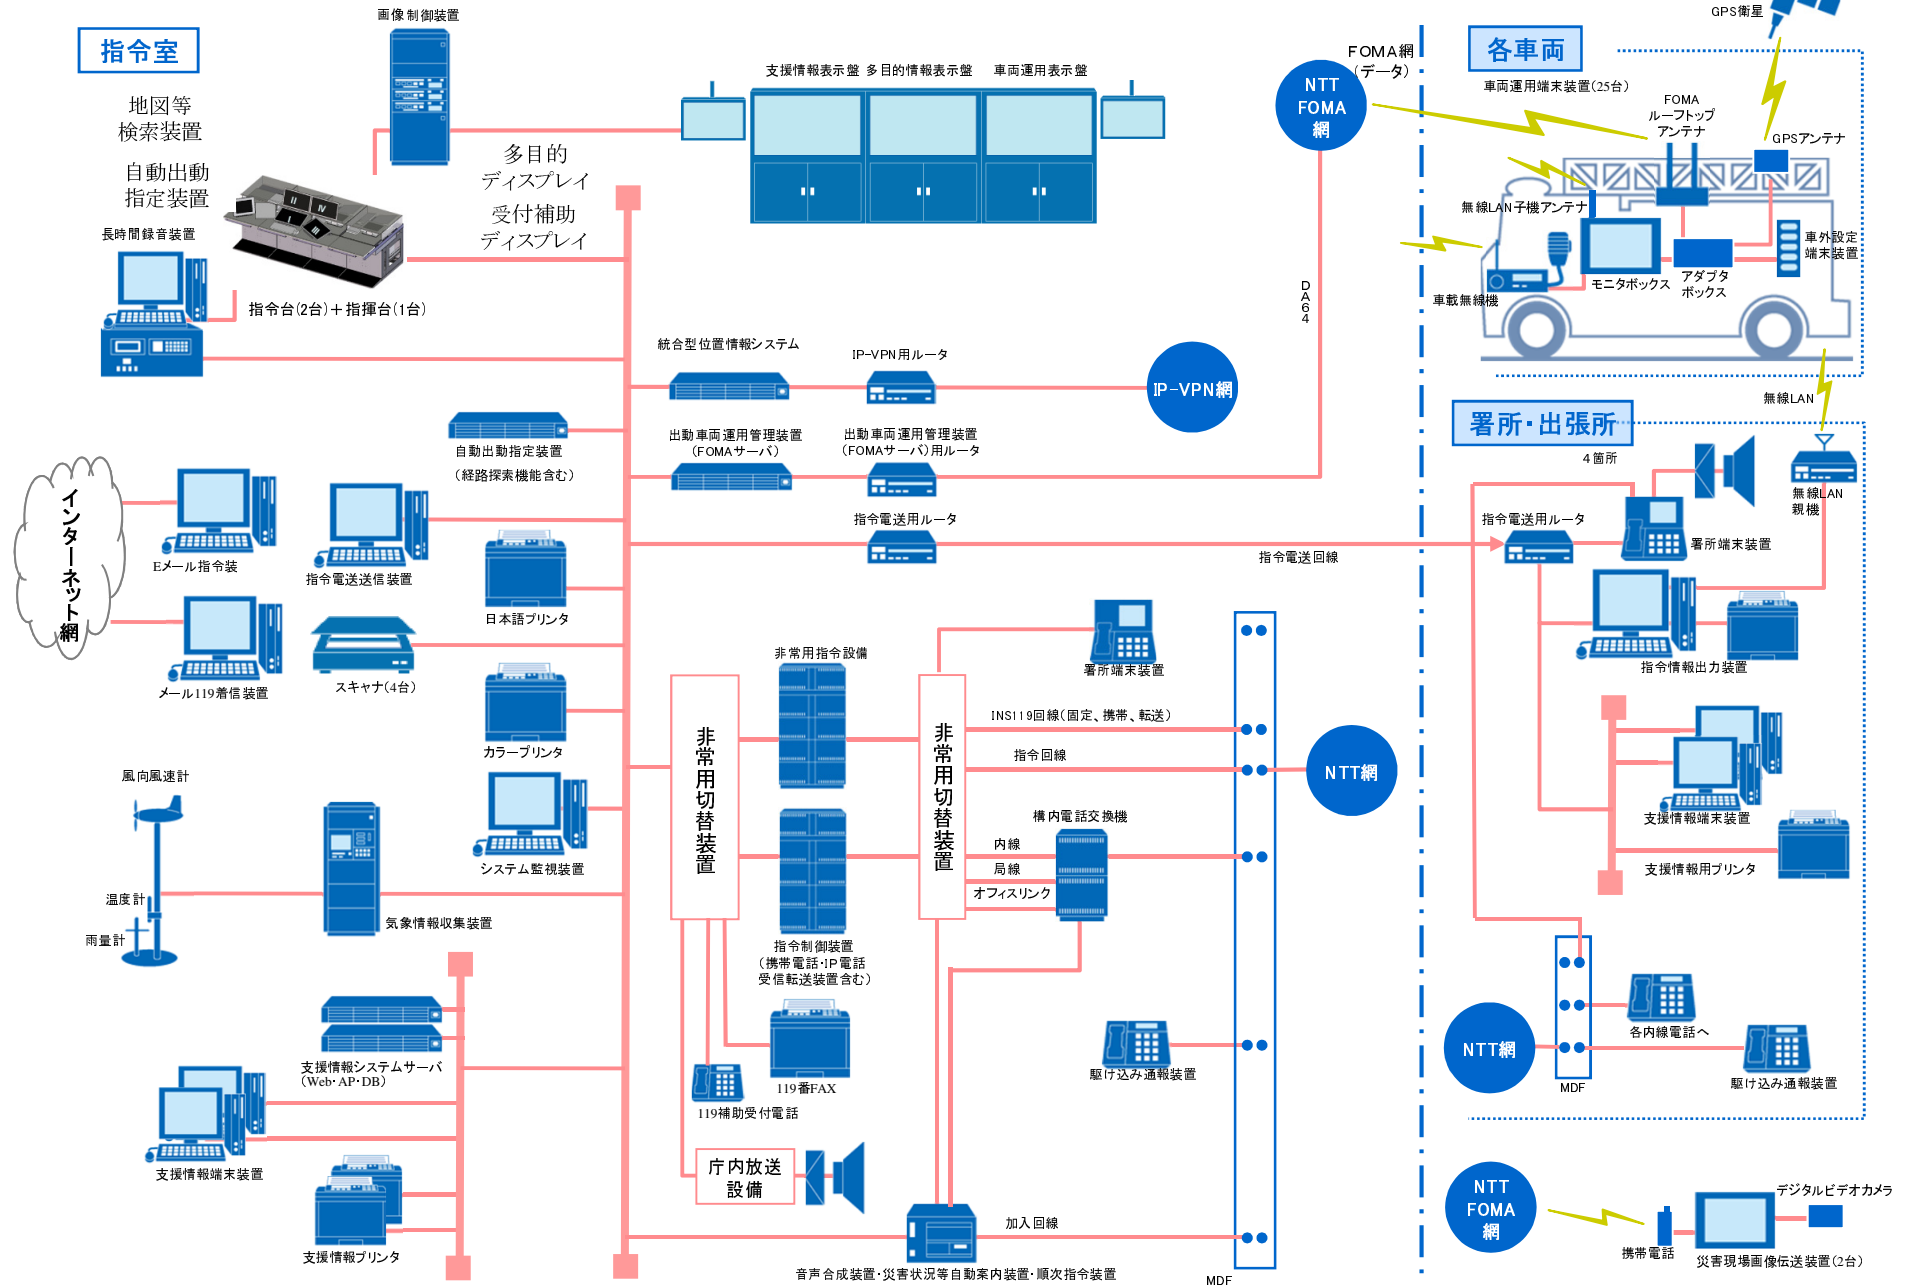 指令室
画像制御装置
地図等
検索装置
自動出動
指定装置
長時間録音装置
指令台(2台)＋指揮台(1台)
多目的
ディスプレイ
受付補助
ディスプレイ
支援情報表示盤
多目的情報表示盤
車両運用表示盤
FOMA網
(データ)
NTT
FOMA
網
DA64
統合型位置情報システム
IP-VPN用ルータ
IP-VPN網
自動出動指定装置
(経路探索機能含む)
出動車両運用管理装置
(FOMAサーバ)
出動車両運用管理装置
(FOMAサーバ)用ルータ
指令電送用ルータ
指令電送回線
インターネット網
Eメール指令装
指令電送送信装置
日本語プリンタ
メール119着信装置
スキャナ(4台)
カラープリンタ
システム監視装置
風向風速計
温度計
雨量計
気象情報収集装置
支援情報システムサーバ
(Web・AP・DB)
支援情報端末装置
支援情報プリンタ
非常用切替装置
非常用指令設備
指令制御装置
(携帯電話・IP電話
受信転送装置含む)
非常用切替装置
署所端末装置
INS119回線(固定、携帯、転送)
指令回線
構内電話交換機
内線
局線
オフィスリンク
NTT網
119番FAX
119補助受付電話
駆け込み通報装置
庁内放送
設備
加入回線
音声合成装置・災害状況等自動案内装置・順次指令装置
MDF
GPS衛星
各車両
車両運用端末装置(25台)
FOMA
ルーフトップ
アンテナ
GPSアンテナ
無線LAN子機アンテナ
車外設定
端末装置
モニタボックス
アダプタ
ボックス
車載無線機
無線LAN
署所・出張所
4箇所
無線LAN
親機
指令電送用ルータ
署所端末装置
指令情報出力装置
支援情報端末装置
支援情報用プリンタ
NTT網
MDF
各内線電話へ
駆け込み通報装置
NTT
FOMA
網
携帯電話
デジタルビデオカメラ
災害現場画像伝送装置(2台)